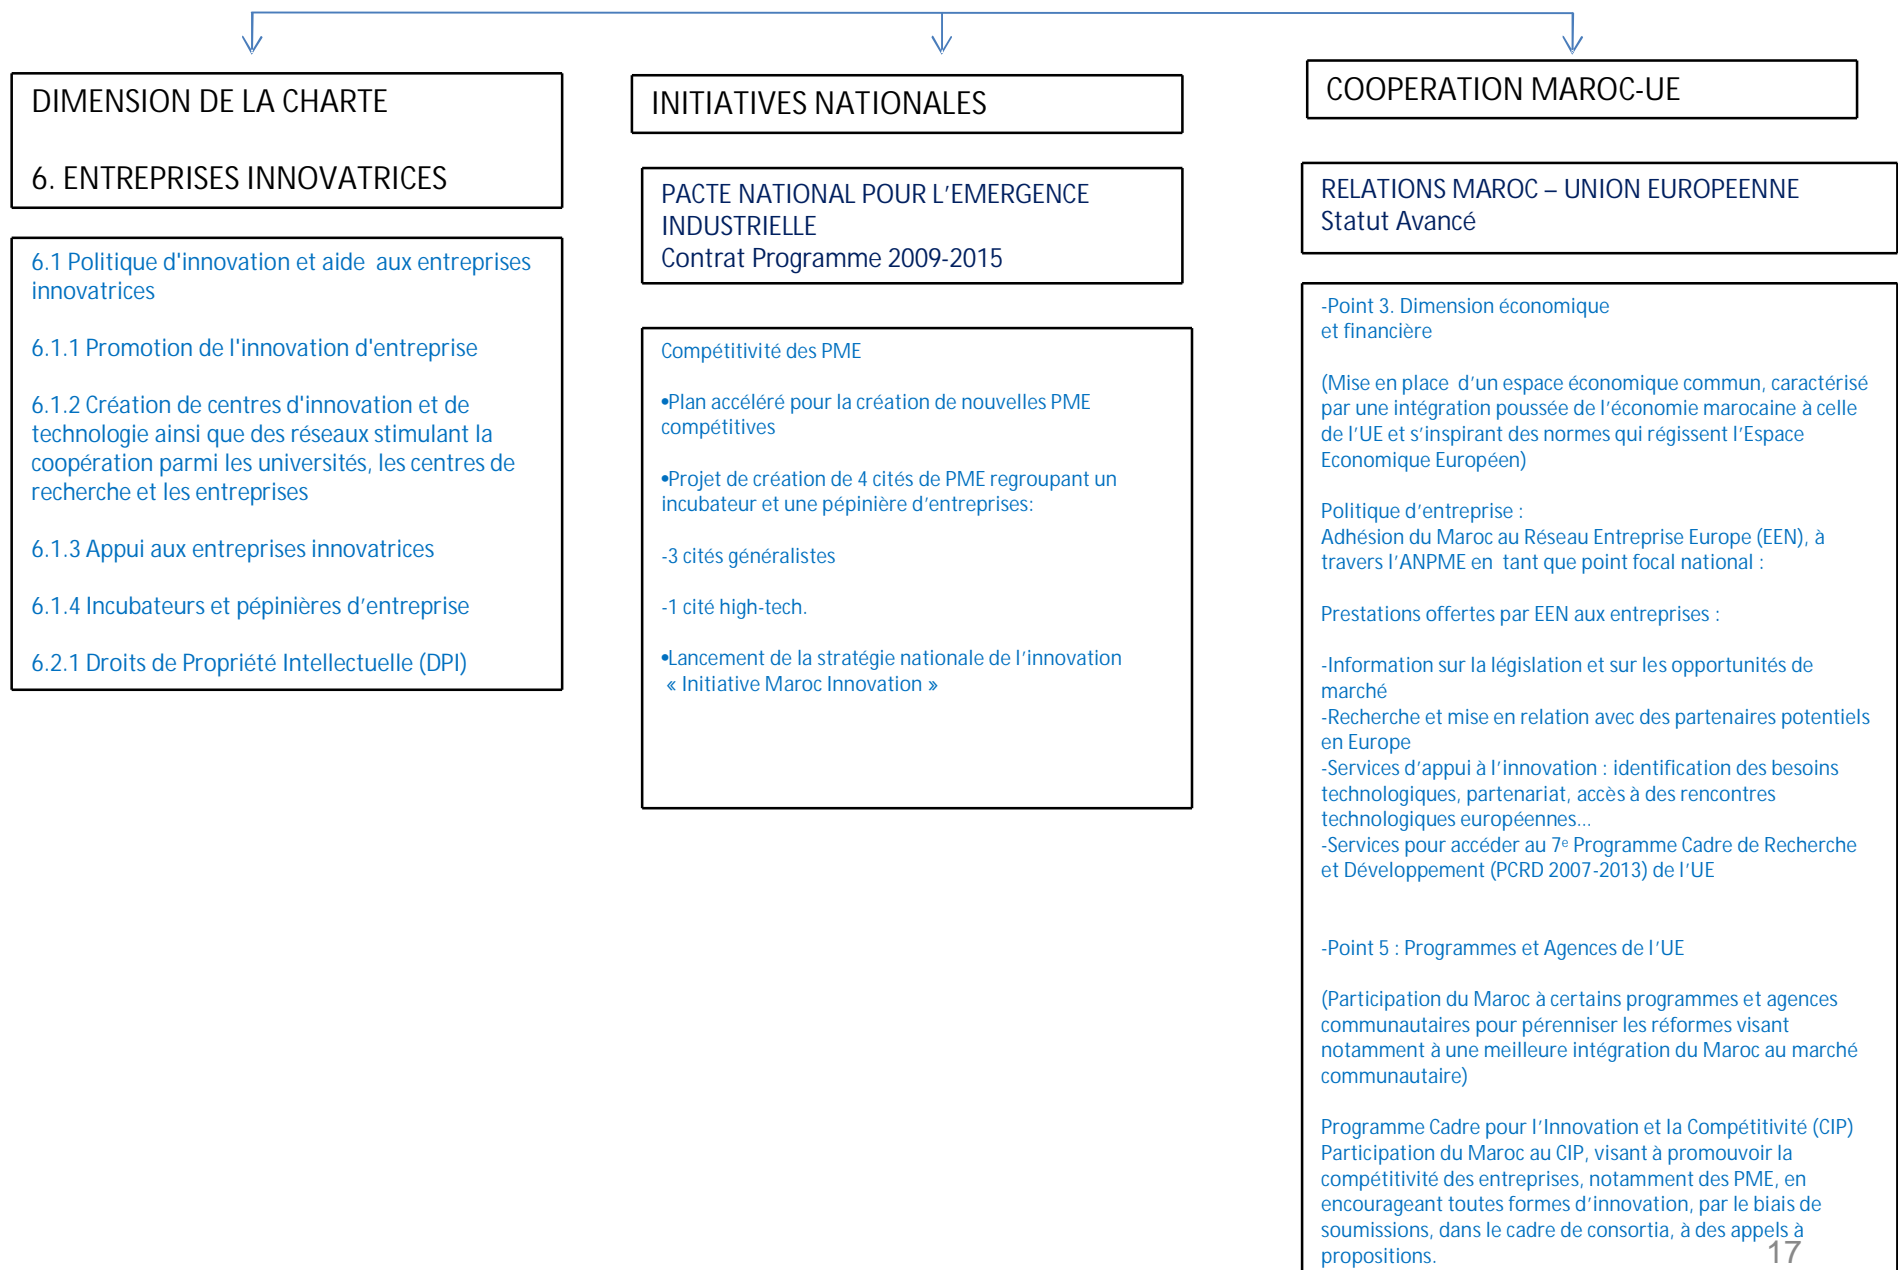 DIMENSION DE LA CHARTE
6. ENTREPRISES INNOVATRICES
6.1 Politique d'innovation et aide aux entreprises
innovatrices
6.1.1 Promotion de l'innovation d'entreprise
6.1.2 Création de centres d'innovation et de
technologie ainsi que des réseaux stimulant la
coopération parmi les universités, les centres de
recherche et les entreprises
6.1.3 Appui aux entreprises innovatrices
6.1.4 Incubateurs et pépinières d’entreprise
6.2.1 Droits de Propriété Intellectuelle (DPI)
INITIATIVES NATIONALES
PACTE NATIONAL POUR L’EMERGENCE
INDUSTRIELLE
Contrat Programme 2009-2015
Compétitivité des PME
•Plan accéléré pour la création de nouvelles PME
compétitives
•Projet de création de 4 cités de PME regroupant un
incubateur et une pépinière d’entreprises:
-3 cités généralistes
-1 cité high-tech.
•Lancement de la stratégie nationale de l’innovation
« Initiative Maroc Innovation »
COOPERATION MAROC-UE
RELATIONS MAROC – UNION EUROPEENNE
Statut Avancé
-Point 3. Dimension économique
et financière
(Mise en place d’un espace économique commun, caractérisé
par une intégration poussée de l’économie marocaine à celle
de l’UE et s’inspirant des normes qui régissent l’Espace
Economique Européen)
Politique d’entreprise :
Adhésion du Maroc au Réseau Entreprise Europe (EEN), à
travers l’ANPME en tant que point focal national :
Prestations offertes par EEN aux entreprises :
-Information sur la législation et sur les opportunités de
marché
-Recherche et mise en relation avec des partenaires potentiels
en Europe
-Services d’appui à l’innovation : identification des besoins
technologiques, partenariat, accès à des rencontres
technologiques européennes…
-Services pour accéder au 7e Programme Cadre de Recherche
et Développement (PCRD 2007-2013) de l’UE
-Point 5 : Programmes et Agences de l’UE
(Participation du Maroc à certains programmes et agences
communautaires pour pérenniser les réformes visant
notamment à une meilleure intégration du Maroc au marché
communautaire)
Programme Cadre pour l’Innovation et la Compétitivité (CIP)
Participation du Maroc au CIP, visant à promouvoir la
compétitivité des entreprises, notamment des PME, en
encourageant toutes formes d’innovation, par le biais de
soumissions, dans le cadre de consortia, à des appels à
propositions.
17